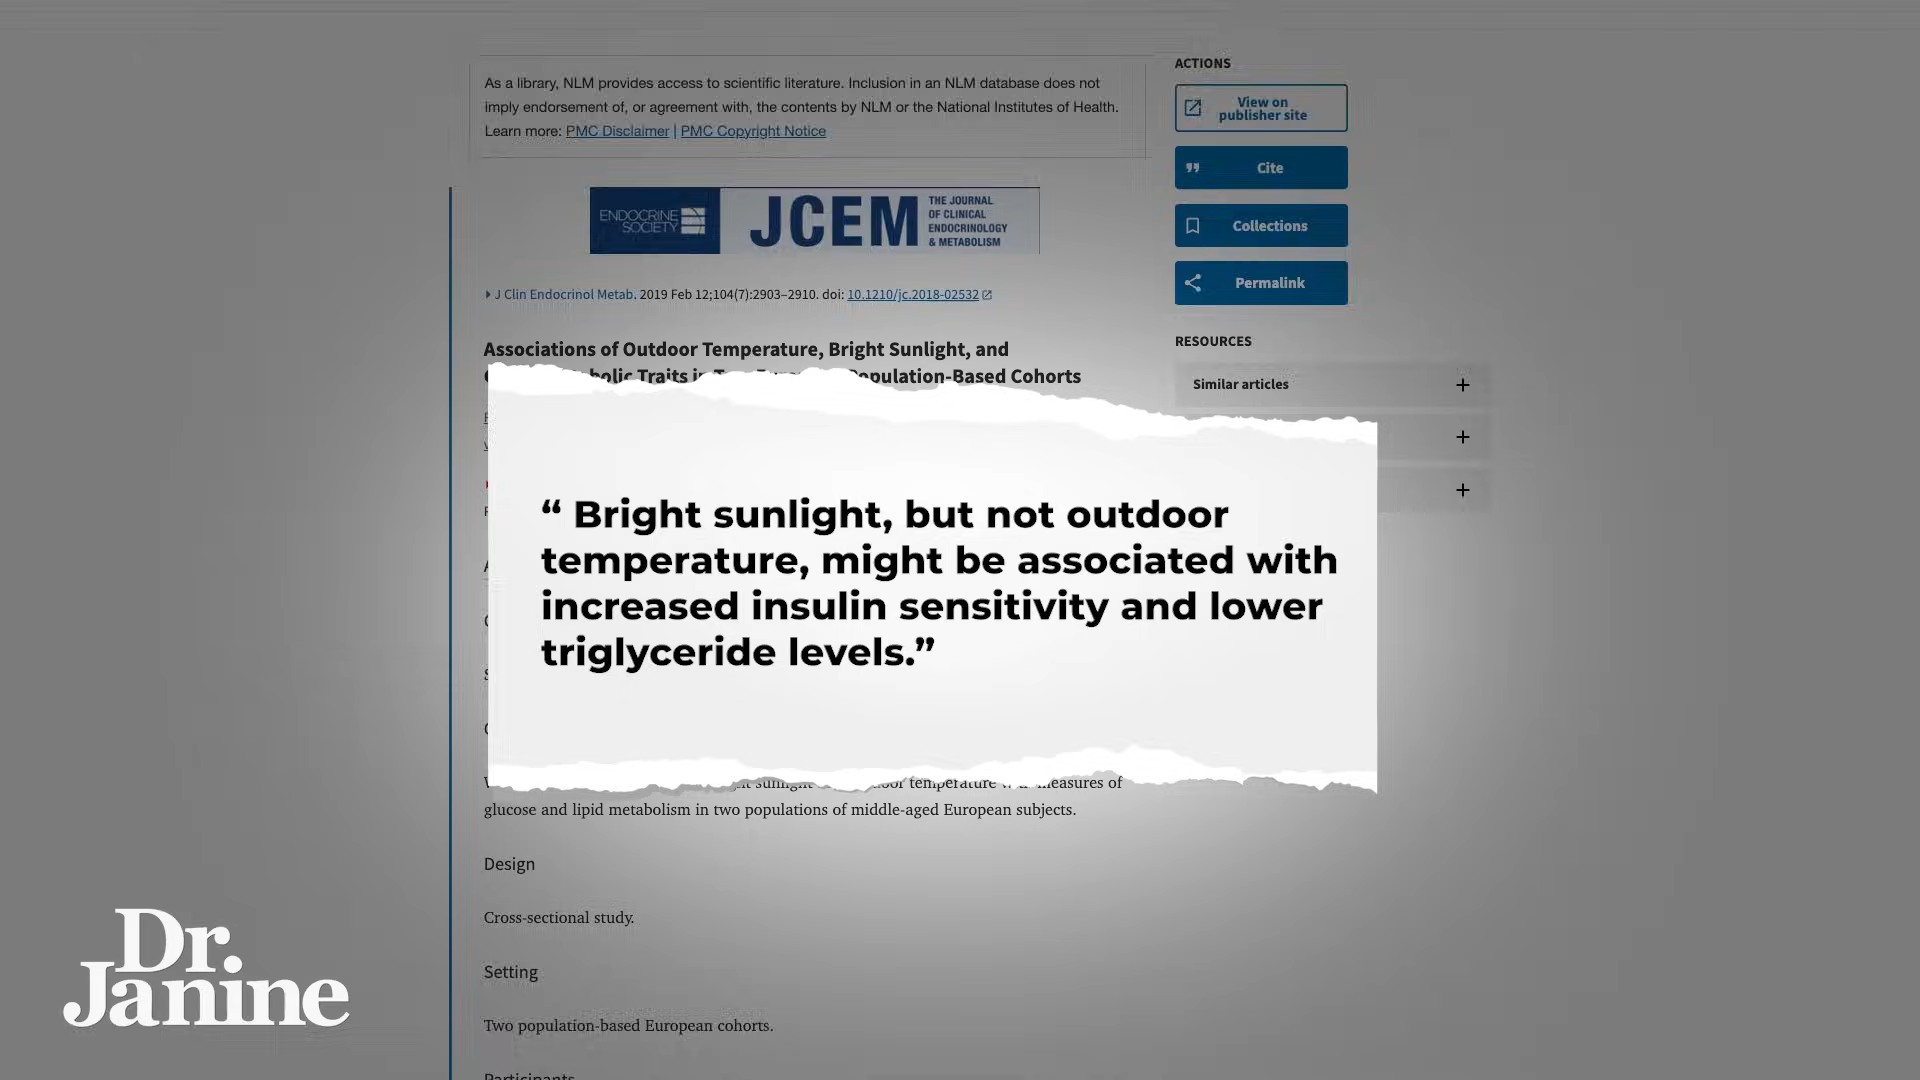 As a library, NLM provides access to scientific literature. Inclusion in an NLM database does not
imply endorsement of, or agreement with, the contents by NLM or the National Institutes of Health.
Learn more: PMC Disclaimer | PMC Copyright Notice
ENDOCRINE
SOCIETY
JCEM
THE JOURNAL
OF CLINICAL
ENDOCRINOLOGY
& METABOLISM
J Clin Endocrinol Metab. 2019 Feb 12;104(7):2903–2910. doi: 10.1210/jc.2018-02532
Associations of Outdoor Temperature, Bright Sunlight, and
Traits Population-Based Cohorts
“ Bright sunlight, but not outdoor
temperature, might be associated with
increased insulin sensitivity and lower
triglyceride levels.”
temperature measures of
glucose and lipid metabolism in two populations of middle-aged European subjects.
Design
Cross-sectional study.
Setting
Two population-based European cohorts.
Participants
ACTIONS
View on
publisher site
Cite
Collections
Permalink
RESOURCES
Similar articles
Dr.
Janine